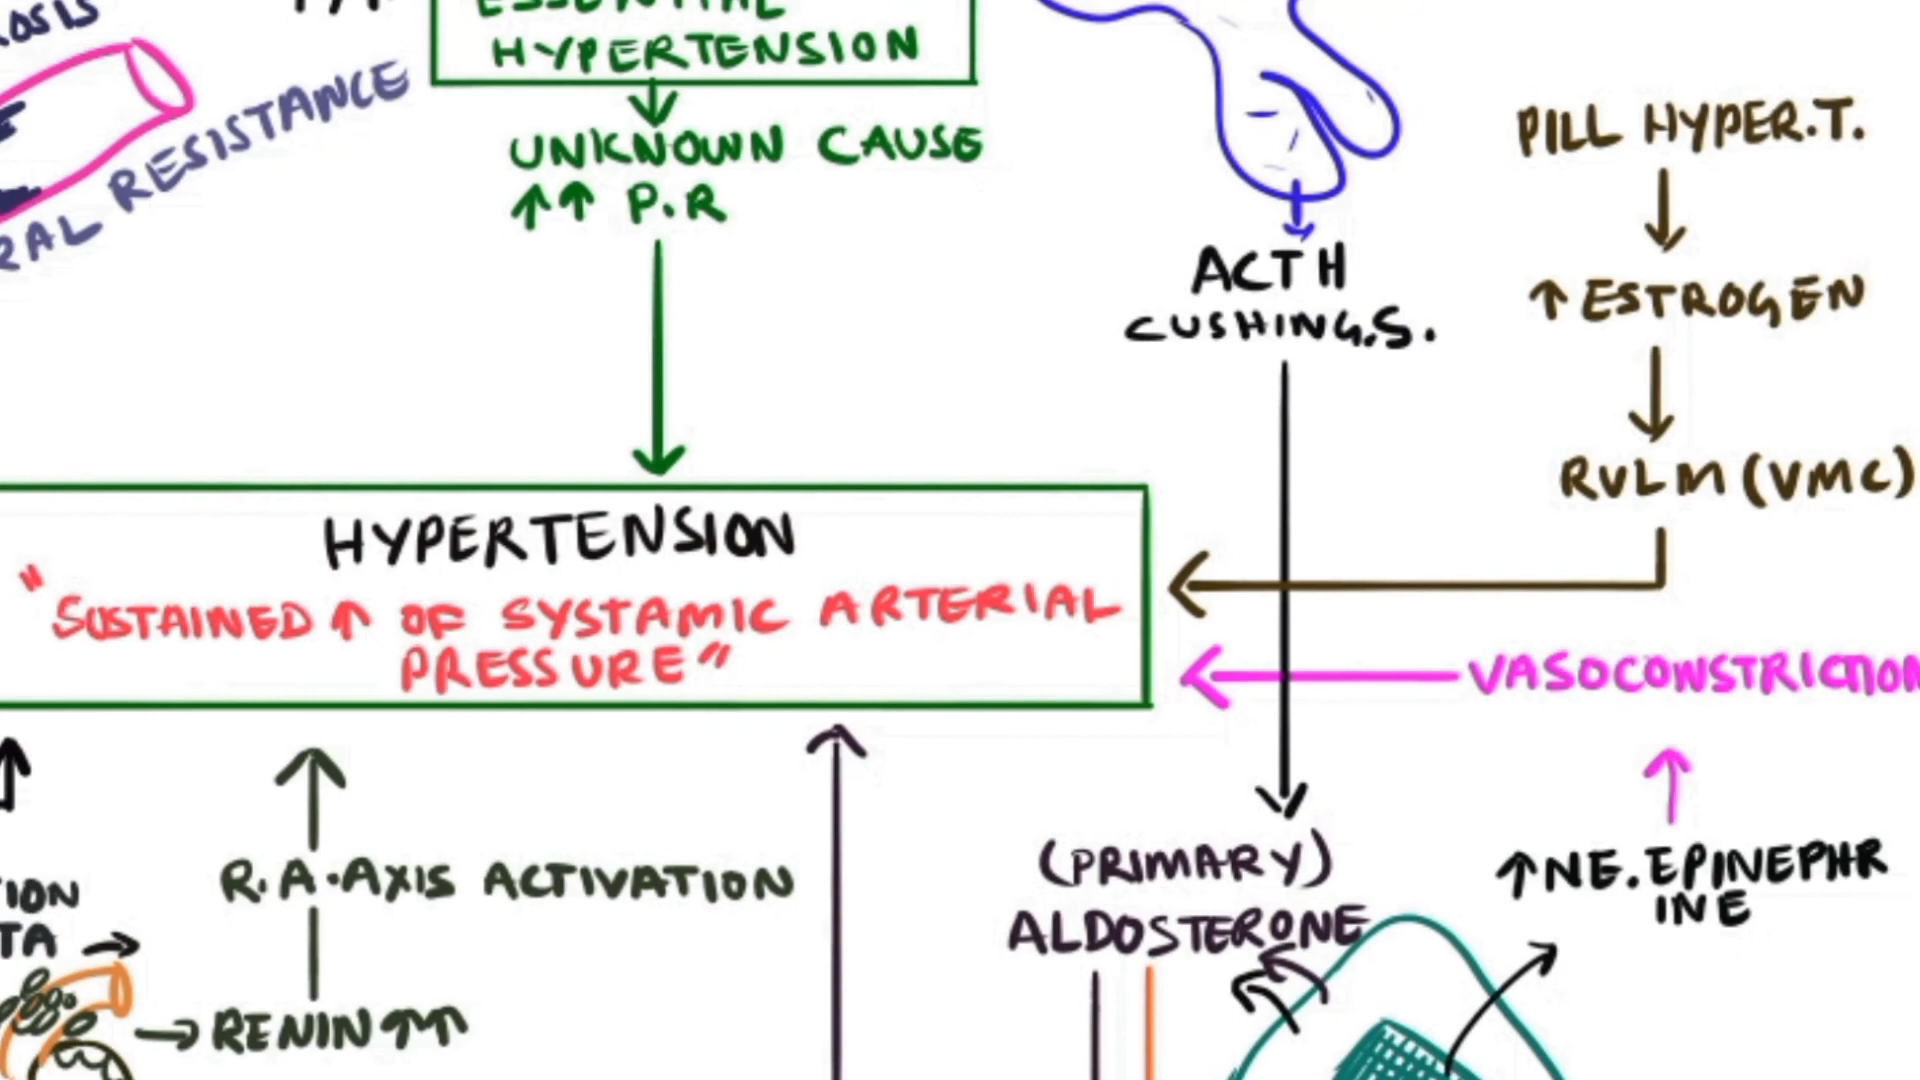 ESSENTIAL
HYPERTENSION
RESISTANCE
UNKNOWN CAUSE
↑↑ P.R
PILL HYPER.T.
↑ ESTROGEN
RVLM (VMC)
ACTH
CUSHING.S.
HYPERTENSION
"SUSTAINED ↑ OF SYSTAMIC ARTERIAL
PRESSURE"
VASOCONSTRICTION
R.A-AXIS ACTIVATION
RENIN ↑↑
(PRIMARY)
ALDOSTERONE
↑ NE. EPINEPHR
INE